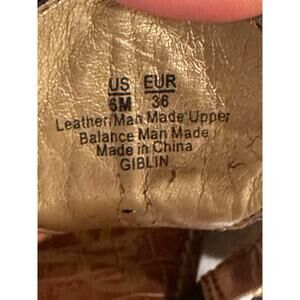 US EUR
6M 36
Leather/Man Made Upper
Balance Man Made
Made in China
GIBLIN